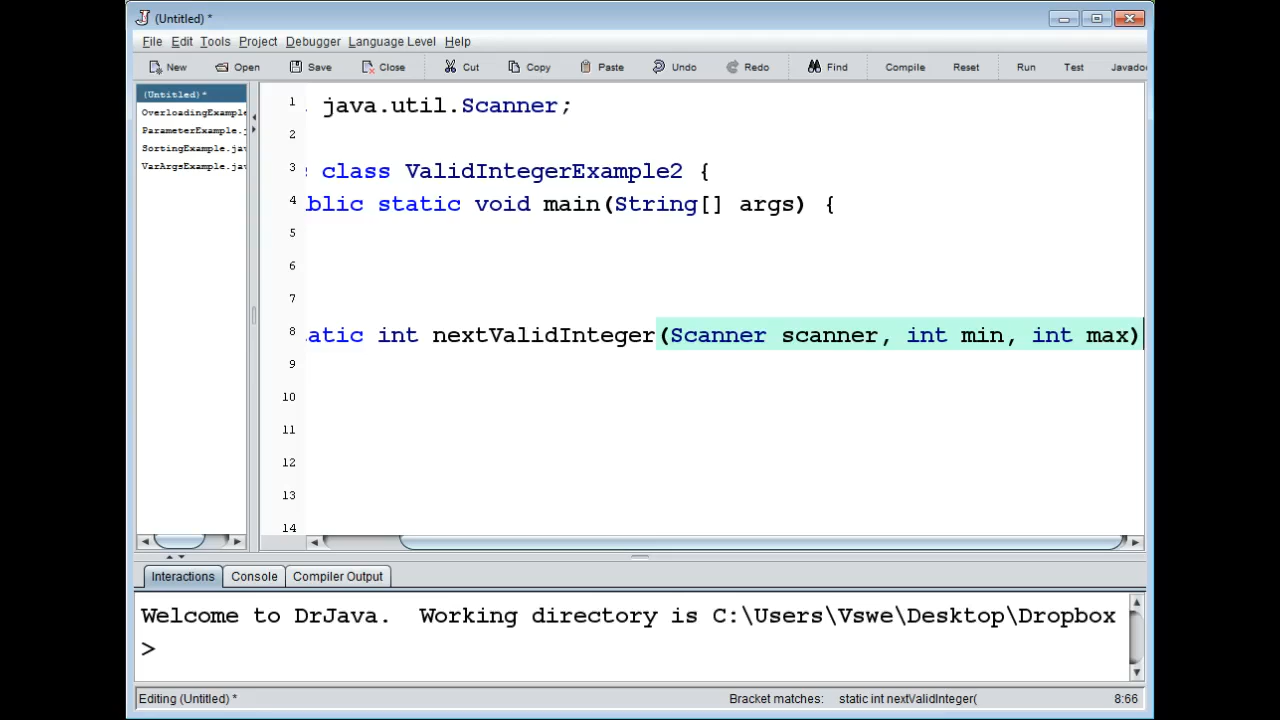 (Untitled) *
File Edit Tools Project Debugger Language Level Help
New Open Save Close Cut Copy Paste Undo Redo Find Compile Reset Run Test Javadoc
(Untitled)*
OverloadingExample
ParameterExample.j
SortingExample.jav
VarArgsExample.jav
1 java.util.Scanner;
2
3 class ValidIntegerExample2 {
4 blic static void main(String[] args) {
5
6
7
8 atic int nextValidInteger(Scanner scanner, int min, int max)
9
10
11
12
13
14
Interactions Console Compiler Output
Welcome to DrJava. Working directory is C:\Users\Vswe\Desktop\Dropbox
>
Editing (Untitled) * Bracket matches: static int nextValidInteger( 8:66